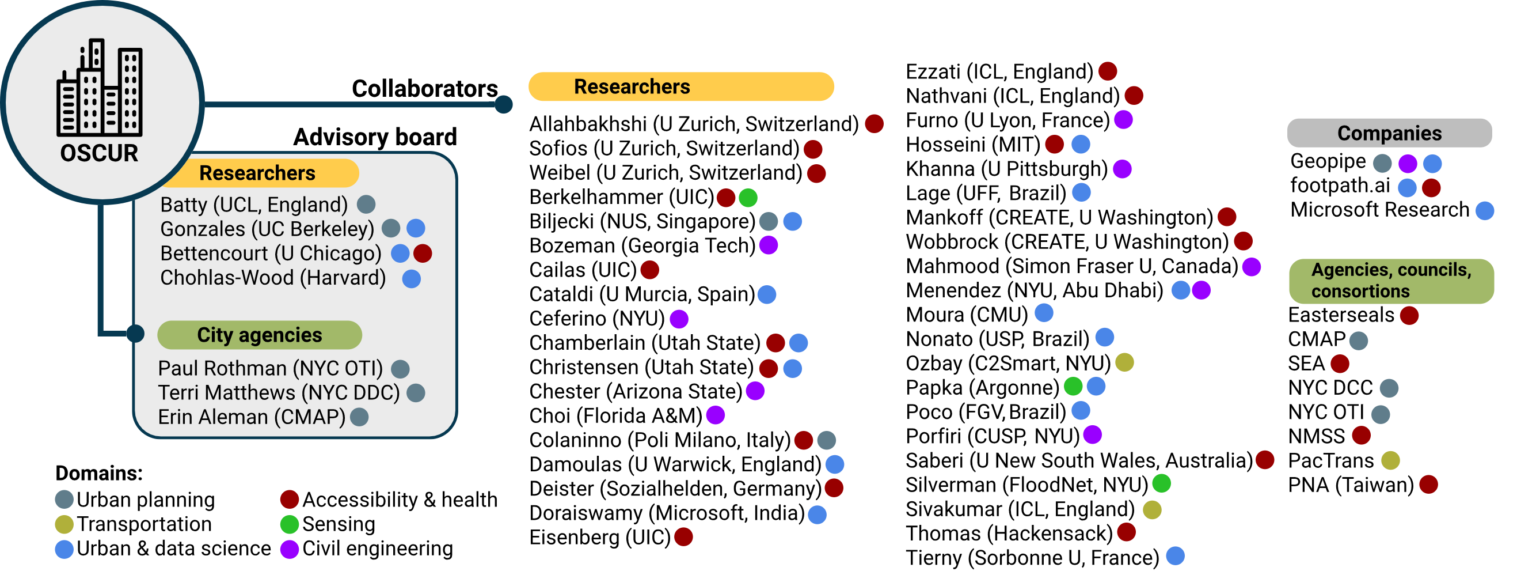 OSCUR
Collaborators
Advisory board
Researchers
Batty (UCL, England)
Gonzales (UC Berkeley)
Bettencourt (U Chicago)
Chohlas-Wood (Harvard)
City agencies
Paul Rothman (NYC OTI)
Terri Matthews (NYC DDC)
Erin Aleman (CMAP)
Domains:
Urban planning
Transportation
Urban & data science
Accessibility & health
Sensing
Civil engineering
Researchers
Allahbakhshi (U Zurich, Switzerland)
Sofios (U Zurich, Switzerland)
Weibel (U Zurich, Switzerland)
Berkelhammer (UIC)
Biljecki (NUS, Singapore)
Bozeman (Georgia Tech)
Cailas (UIC)
Cataldi (U Murcia, Spain)
Ceferino (NYU)
Chamberlain (Utah State)
Christensen (Utah State)
Chester (Arizona State)
Choi (Florida A&M)
Colaninno (Poli Milano, Italy)
Damoulas (U Warwick, England)
Deister (Sozialhelden, Germany)
Doraiswamy (Microsoft, India)
Eisenberg (UIC)
Ezzati (ICL, England)
Nathvani (ICL, England)
Furno (U Lyon, France)
Hosseini (MIT)
Khanna (U Pittsburgh)
Lage (UFF, Brazil)
Mankoff (CREATE, U Washington)
Wobbrock (CREATE, U Washington)
Mahmood (Simon Fraser U, Canada)
Menendez (NYU, Abu Dhabi)
Moura (CMU)
Nonato (USP, Brazil)
Ozbay (C2Smart, NYU)
Papka (Argonne)
Poco (FGV, Brazil)
Porfiri (CUSP, NYU)
Saberi (U New South Wales, Australia)
Silverman (FloodNet, NYU)
Sivakumar (ICL, England)
Thomas (Hackensack)
Tierny (Sorbonne U, France)
Companies
Geopipe
footpath.ai
Microsoft Research
Agencies, councils,
consortions
Easterseals
CMAP
SEA
NYC DCC
NYC OTI
NMSS
PacTrans
PNA (Taiwan)